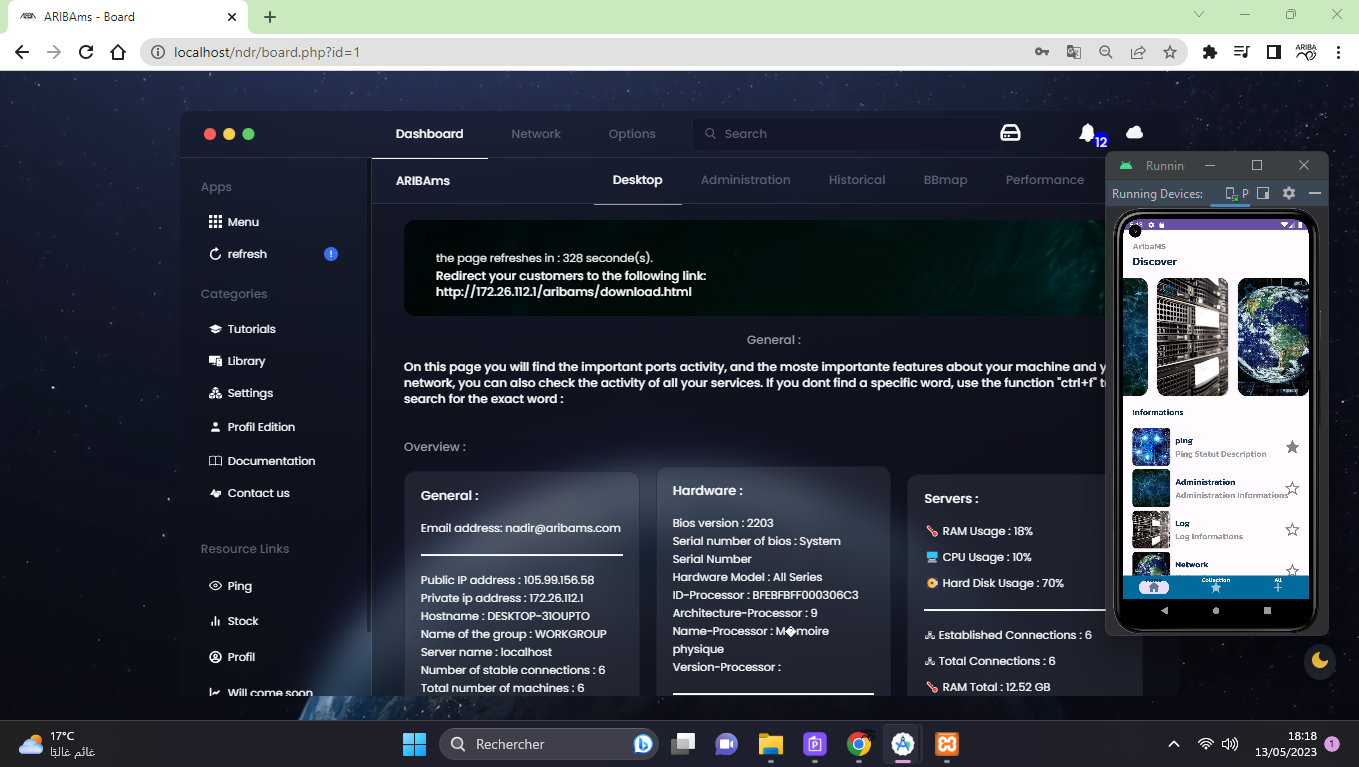 ARIBAms - Board
localhost/ndr/board.php?id=1
ARIBA
Dashboard
Network
Options
Search
12
Apps
Menu
refresh
!
Categories
Tutorials
Library
Settings
Profil Edition
Documentation
Contact us
Resource Links
Ping
Stock
Profil
Will come soon
ARIBAms
Desktop
Administration
Historical
BBmap
Performance
the page refreshes in : 328 seconde(s).
Redirect your customers to the following link:
http://172.26.112.1/aribams/download.html
General :
On this page you will find the important ports activity, and the moste importante features about your machine and y
network, you can also check the activity of all your services. If you dont find a specific word, use the function "ctrl+f" t
search for the exact word :
Overview :
General :
Email address: nadir@aribams.com
Public IP address : 105.99.156.58
Private ip address : 172.26.112.1
Hostname : DESKTOP-31OUPTO
Name of the group : WORKGROUP
Server name : localhost
Number of stable connections : 6
Total number of machines : 6
Hardware :
Bios version : 2203
Serial number of bios : System
Serial Number
Hardware Model : All Series
ID-Processor : BFEBFBFF000306C3
Architecture-Processor : 9
Name-Processor : M�moire
physique
Version-Processor :
Servers :
RAM Usage : 18%
CPU Usage : 10%
Hard Disk Usage : 70%
Established Connections : 6
Total Connections : 6
RAM Total : 12.52 GB
Runnin
Running Devices:
P
AribaMS
Discover
Informations
ping
Ping Statut Description
Administration
Administration Informations
Log
Log Informations
Network
Collection
All
17°C
غائم غالبًا
Rechercher
18:18
13/05/2023
1